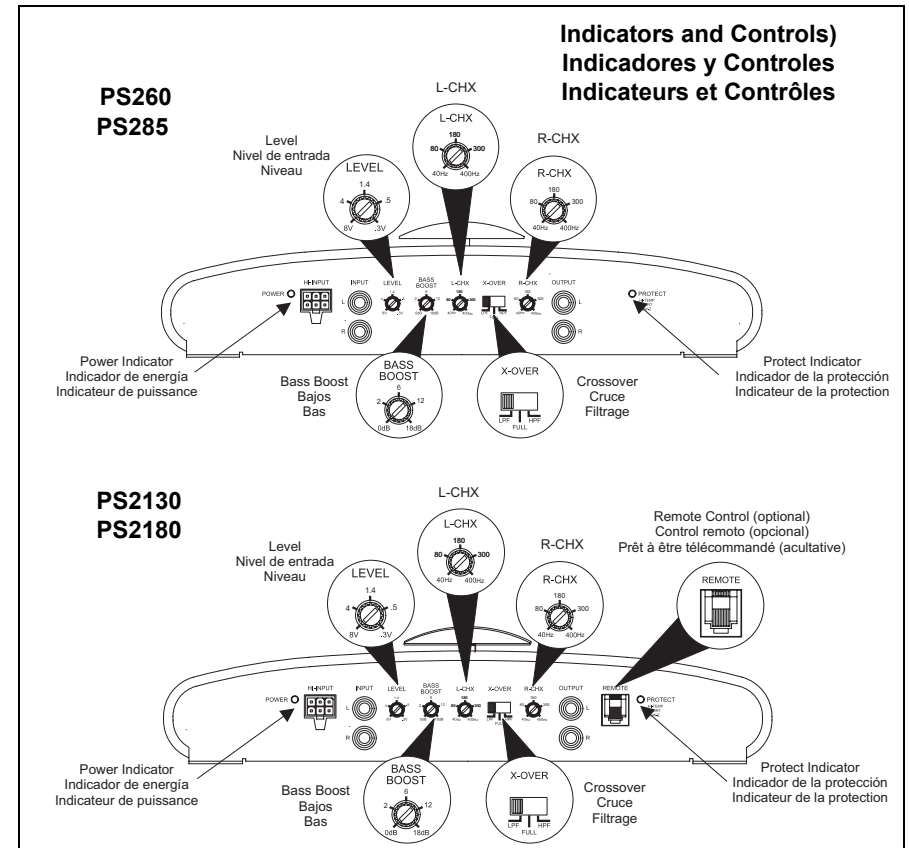 Indicators and Controls)
Indicadores y Controles
Indicateurs et Contrôles
PS260
PS285
L-CHX
L-CHX
180
80
300
40Hz
400Hz
R-CHX
R-CHX
180
80
300
40Hz
400Hz
Level
Nivel de entrada
Niveau
LEVEL
1.4
4
.5
8V
.3V
POWER
HI-INPUT
INPUT
L
R
LEVEL
BASS
BOOST
L-CHX
X-OVER
R-CHX
OUTPUT
L
R
PROTECT
Power Indicator
Indicador de energía
Indicateur de puissance
Bass Boost
Bajos
Bas
BASS
BOOST
6
2
12
0dB
18dB
X-OVER
LPF
HPF
FULL
Crossover
Cruce
Filtrage
Protect Indicator
Indicador de la protección
Indicateur de la protection
PS2130
PS2180
L-CHX
L-CHX
180
80
300
40Hz
400Hz
R-CHX
R-CHX
180
80
300
40Hz
400Hz
Remote Control (optional)
Control remoto (opcional)
Prêt à être télécommandé (acultative)
REMOTE
Level
Nivel de entrada
Niveau
LEVEL
1.4
4
.5
8V
.3V
POWER
HI-INPUT
INPUT
L
R
LEVEL
BASS
BOOST
L-CHX
X-OVER
R-CHX
OUTPUT
L
R
REMOTE
PROTECT
Power Indicator
Indicador de energía
Indicateur de puissance
Bass Boost
Bajos
Bas
BASS
BOOST
6
2
12
0dB
18dB
X-OVER
LPF
HPF
FULL
Crossover
Cruce
Filtrage
Protect Indicator
Indicador de la protección
Indicateur de la protection